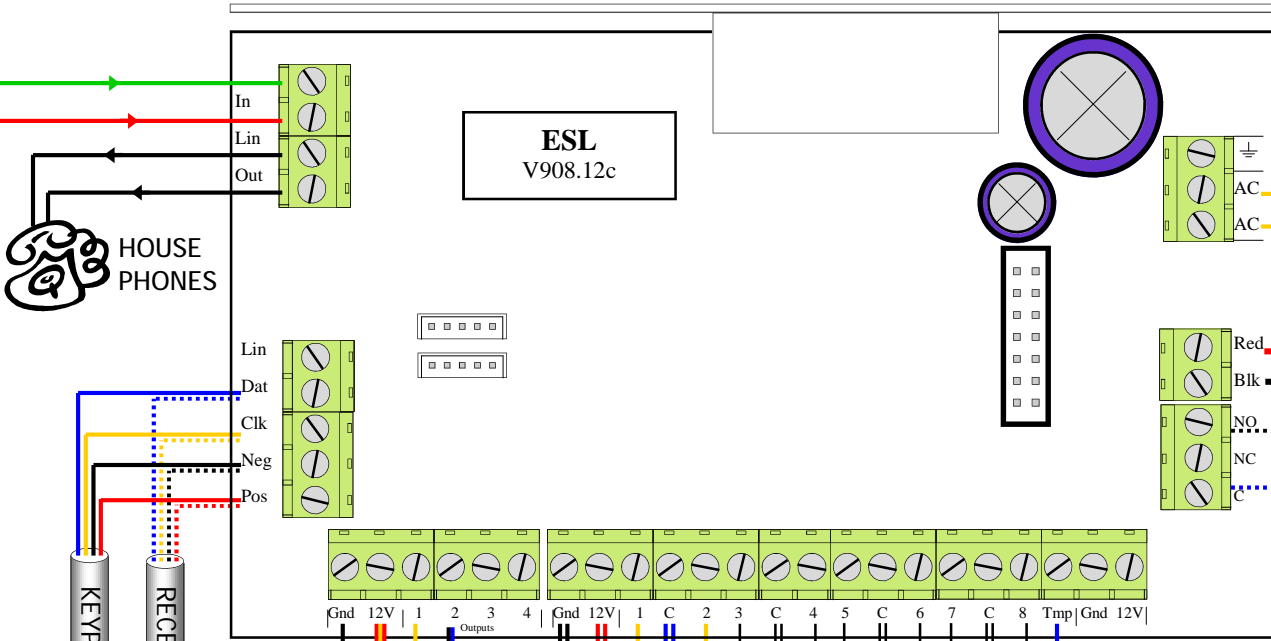 In
Lin
Out
HOUSE
PHONES
ESL
V908.12c
AC
AC
Lin
Dat
Clk
Neg
Pos
Red
Blk
NO
NC
C
Gnd 12V 1 2 3 4 Gnd 12V 1 C 2 3 C 4 5 C 6 7 C 8 Tmp Gnd 12V
Outputs
KEYP
RECE